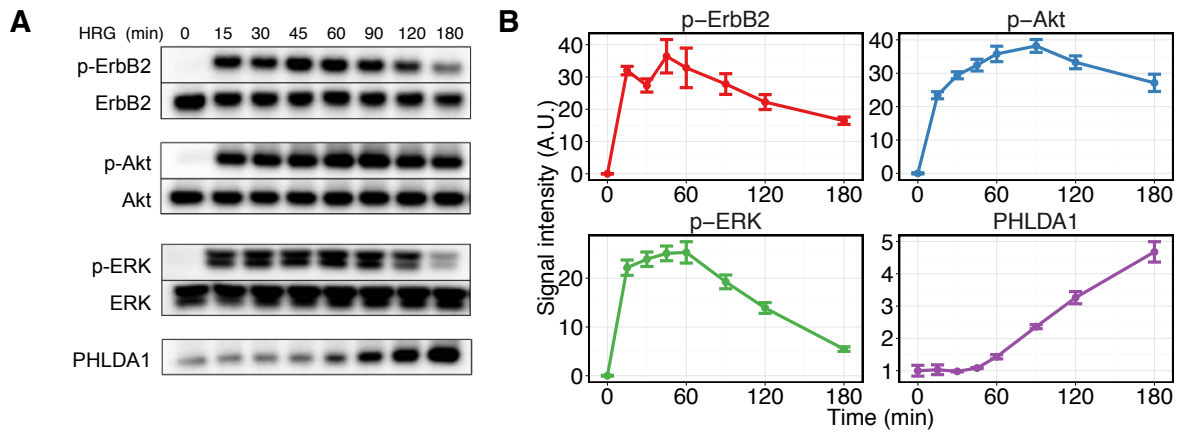 A
HRG (min) 0 15 30 45 60 90 120 180
p-ErbB2
ErbB2
p-Akt
Akt
p-ERK
ERK
PHLDA1
B
Signal intensity (A.U.)
p−ErbB2
40
30
20
10
0
0 60 120 180
p−Akt
40
30
20
10
0
0 60 120 180
p−ERK
20
10
0
0 60 120 180
PHLDA1
5
4
3
2
1
0 60 120 180
Time (min)